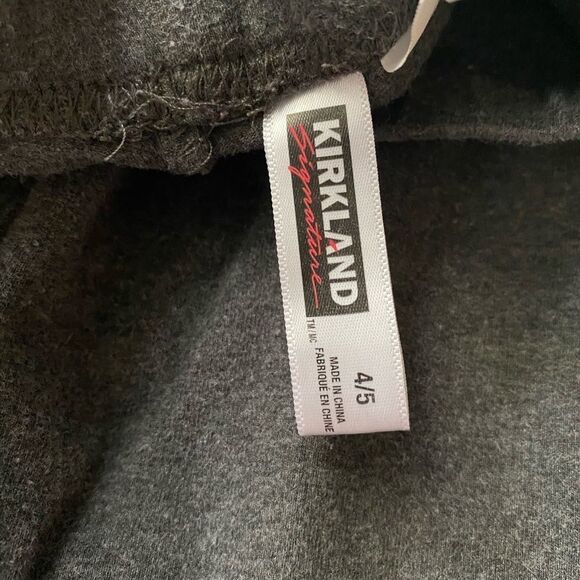 KIRKLAND
Signature
TM/MC
4/5
MADE IN CHINA
FABRIQUÉ EN CHINE